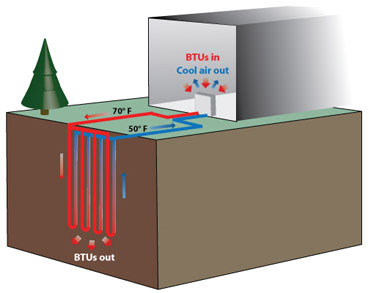 BTUs in
Cool air out
70° F
50° F
BTUs out